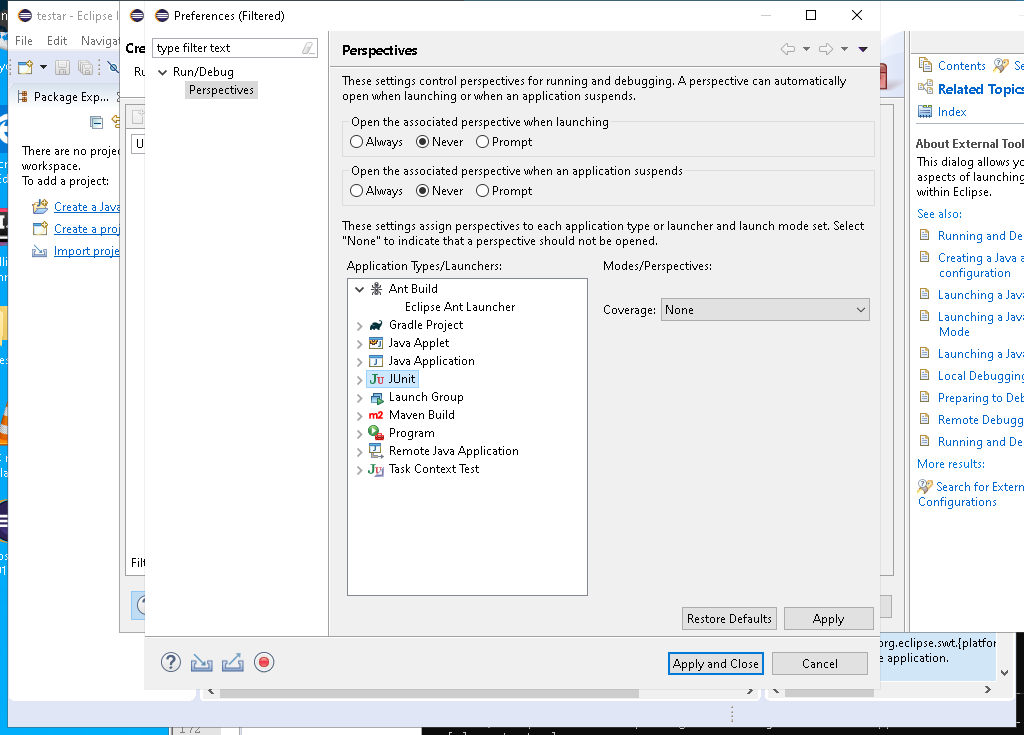 testar - Eclipse I
File Edit Navigat
Package Exp...
There are no projec
workspace.
To add a project:
Create a Java
Create a proj
Import proje
Cre
Ru
U
Filt
Preferences (Filtered)
type filter text
Run/Debug
Perspectives
Perspectives
These settings control perspectives for running and debugging. A perspective can automatically
open when launching or when an application suspends.
Open the associated perspective when launching
Always Never Prompt
Open the associated perspective when an application suspends
Always Never Prompt
These settings assign perspectives to each application type or launcher and launch mode set. Select
"None" to indicate that a perspective should not be opened.
Application Types/Launchers:
Modes/Perspectives:
Ant Build
Eclipse Ant Launcher
Gradle Project
Java Applet
Java Application
JUnit
Launch Group
Maven Build
Program
Remote Java Application
Task Context Test
Coverage: None
Restore Defaults Apply
Apply and Close Cancel
Contents Se
Related Topics
Index
About External Tool
This dialog allows yo
aspects of launching
within Eclipse.
See also:
Running and De
Creating a Java a
configuration
Launching a Jav
Launching a Java
Mode
Launching a Java
Local Debugging
Preparing to Deb
Remote Debugg
Running and De
More results:
Search for Extern
Configurations
org.eclipse.swt.{platfor
e application.
172